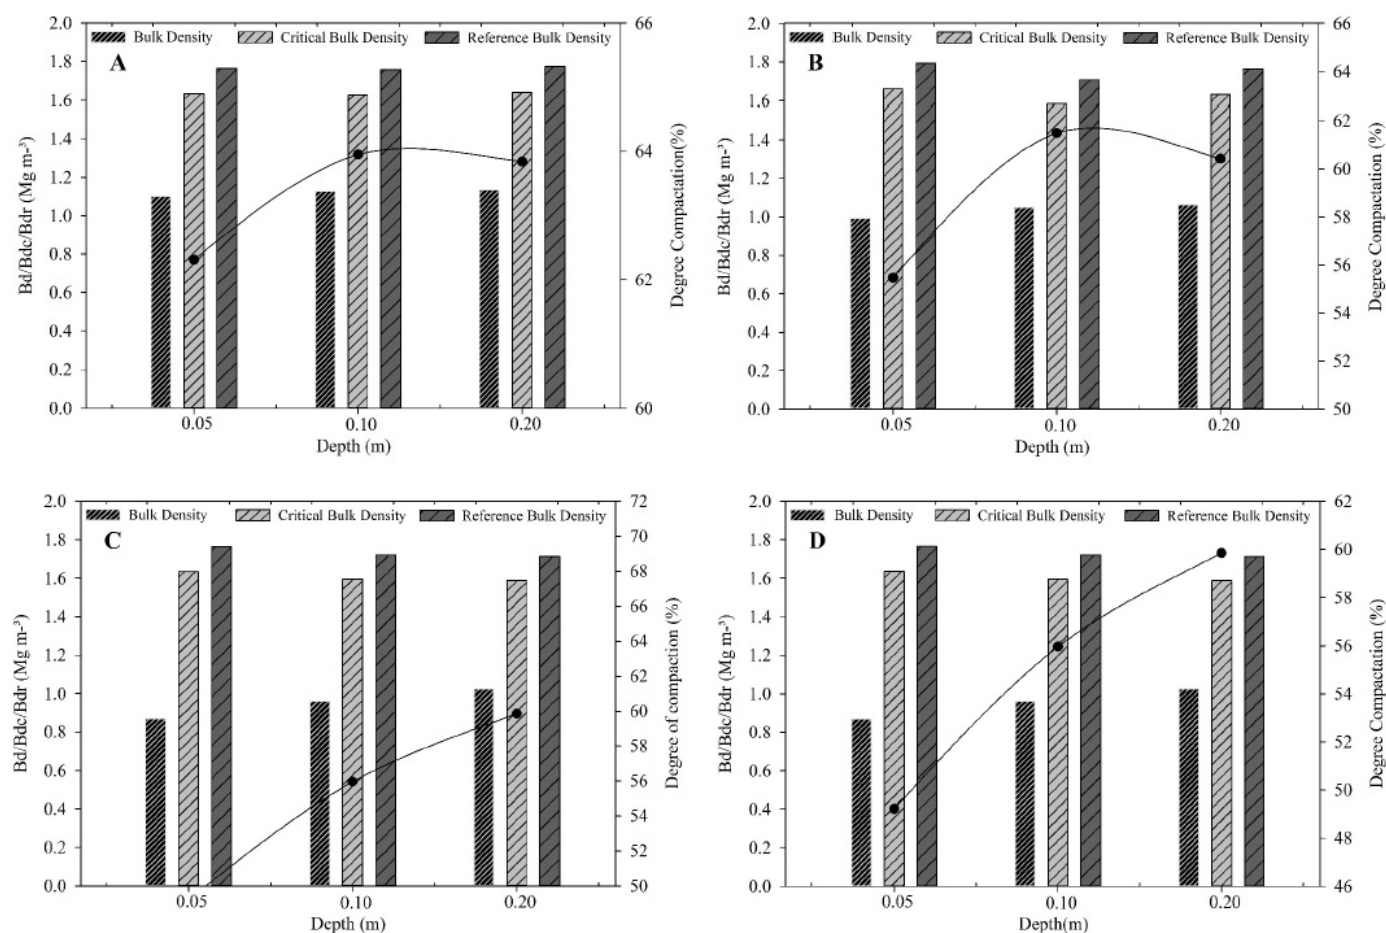 A
Bulk Density
Critical Bulk Density
Reference Bulk Density
Bd/Bdc/Bdr (Mg m-³)
2.0
1.8
1.6
1.4
1.2
1.0
0.8
0.6
0.4
0.2
0.0
66
64
62
60
Degree Compactation(%)
0.05 0.10 0.20
Depth (m)
B
Bulk Density
Critical Bulk Density
Reference Bulk Density
Bd/Bdc/Bdr (Mg m-³)
2.0
1.8
1.6
1.4
1.2
1.0
0.8
0.6
0.4
0.2
0.0
66
64
62
60
58
56
54
52
50
Degree Compactation (%)
0.05 0.10 0.20
Depth (m)
C
Bulk Density
Critical Bulk Density
Reference Bulk Density
Bd/Bdc/Bdr (Mg m-³)
2.0
1.8
1.6
1.4
1.2
1.0
0.8
0.6
0.4
0.2
0.0
72
70
68
66
64
62
60
58
56
54
52
50
Degree of compaction (%)
0.05 0.10 0.20
Depth (m)
D
Bulk Density
Critical Bulk Density
Reference Bulk Density
Bd/Bdc/Bdr (Mg m-³)
2.0
1.8
1.6
1.4
1.2
1.0
0.8
0.6
0.4
0.2
0.0
62
60
58
56
54
52
50
48
46
Degree Compactation (%)
0.05 0.10 0.20
Depth(m)